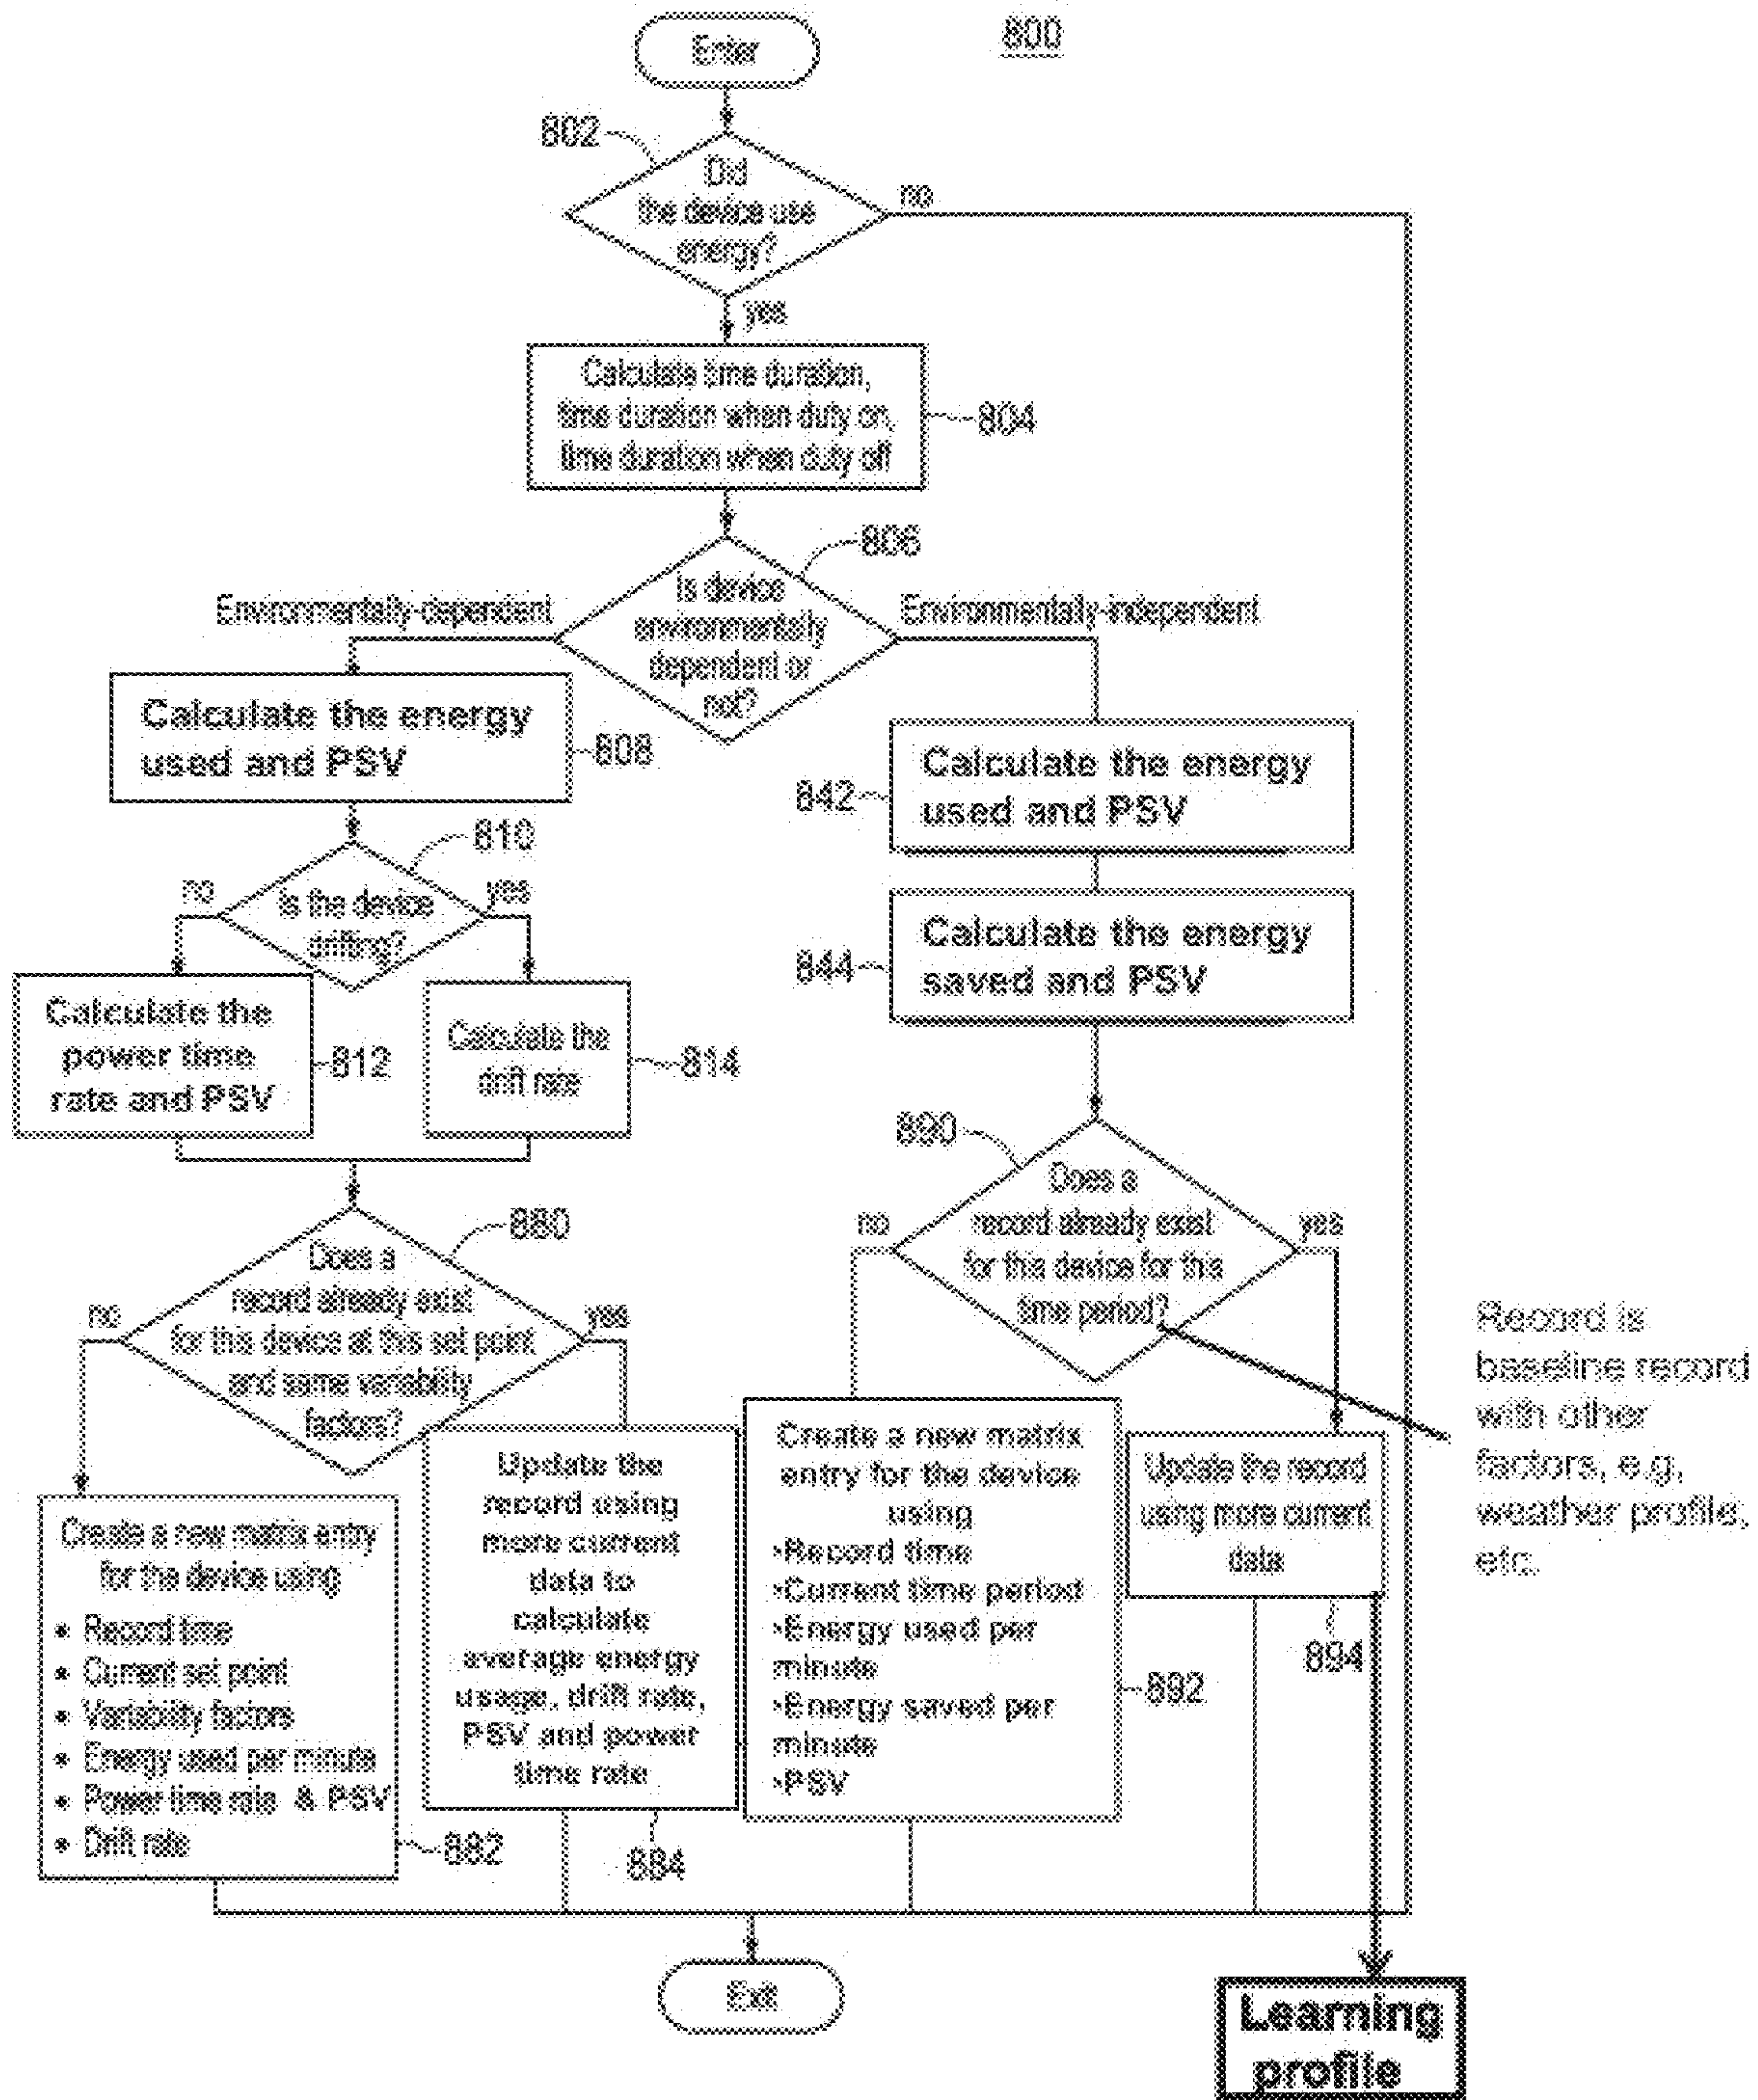 800
Enter
802
Did
the device use
energy?
no
yes
Calculate time duration,
time duration when duty on,
time duration when duty off
804
806
Is device
environmentally
dependent or
not?
Environmentally-dependent
Environmentally-independent
Calculate the energy
used and PSV
808
Calculate the energy
used and PSV
842
810
Is the device
drifting?
no
yes
Calculate the energy
saved and PSV
844
Calculate the
power time
rate and PSV
812
Calculate the
drift rate
814
890
Does a
record already exist
for this device for this
time period?
no
yes
880
Does a
record already exist
for this device at this set point
and same variability
factors?
no
yes
Record is
baseline record
with other
factors, e.g,
weather profile,
etc.
Create a new matrix entry
for the device using
• Record time
• Current set point
• Variability factors
• Energy used per minute
• Power time rate & PSV
• Drift rate
882
Update the
record using
more current
data to
calculate
average energy
usage, drift rate,
PSV and power
time rate
884
Create a new matrix
entry for the device
using
•Record time
•Current time period
•Energy used per
minute
•Energy saved per
minute
•PSV
892
Update the record
using more current
data
894
Exit
Learning
profile